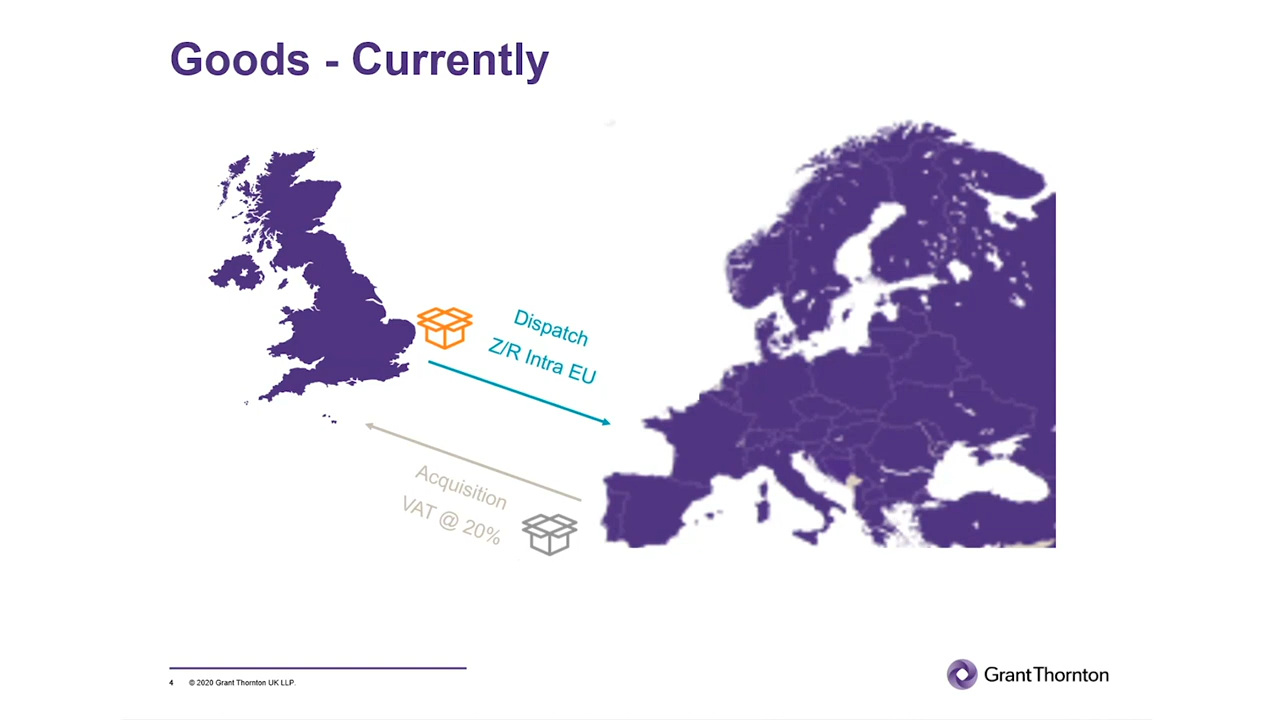 Goods - Currently
Dispatch
Z/R Intra EU
Acquisition
VAT @ 20%
4 © 2020 Grant Thornton UK LLP.
GrantThornton